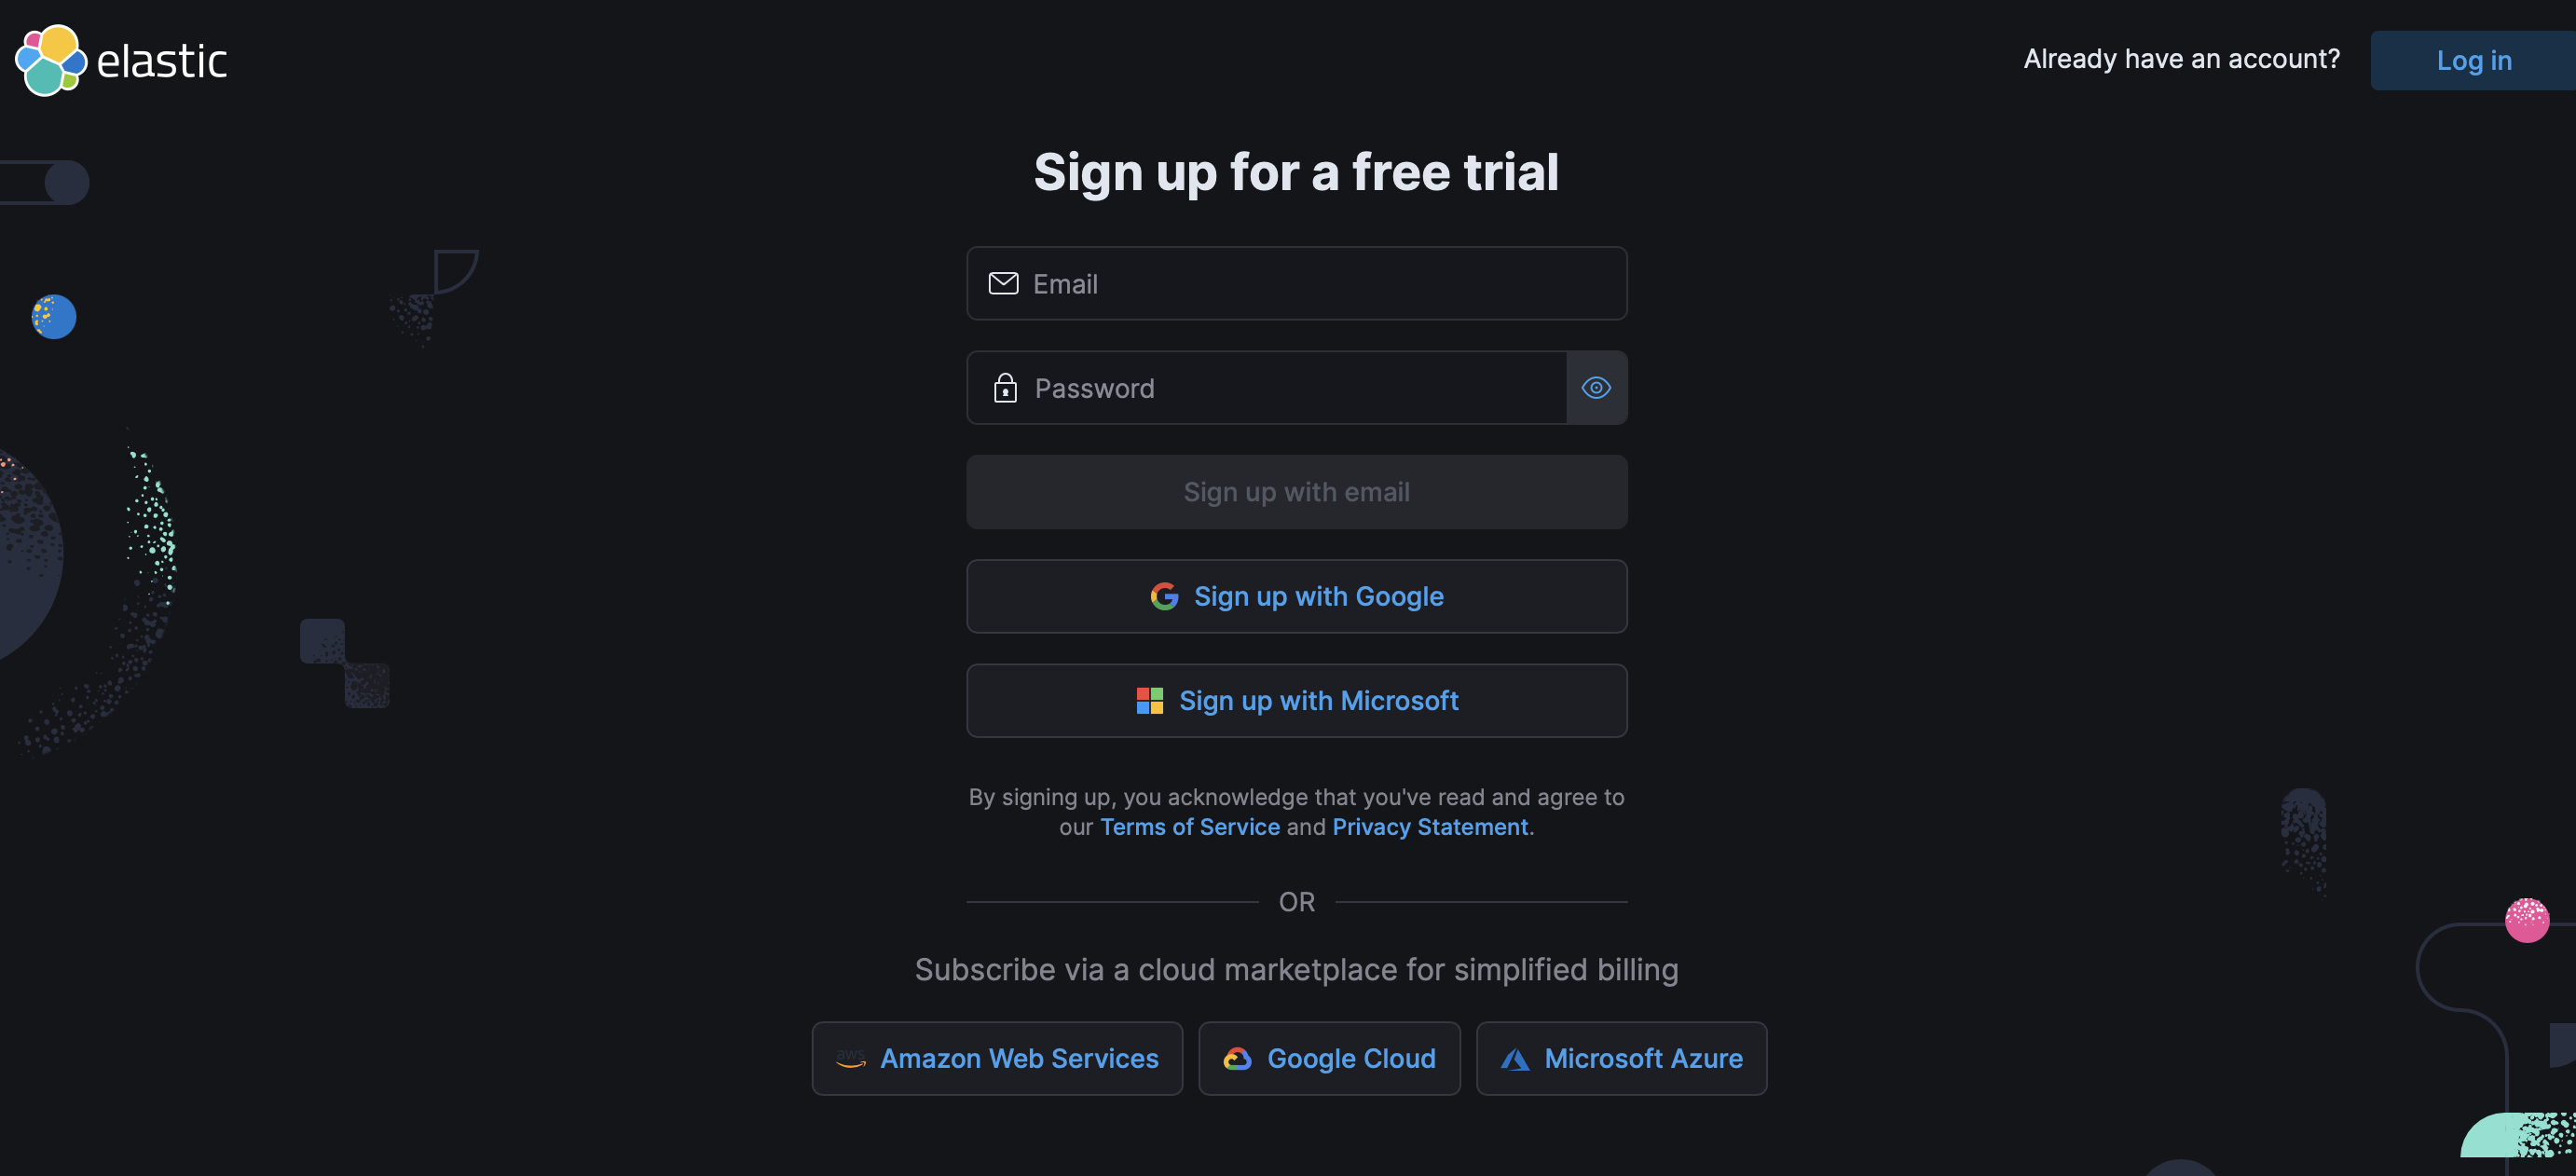 elastic
Already have an account?
Log in
Sign up for a free trial
Email
Password
Sign up with email
Sign up with Google
Sign up with Microsoft
By signing up, you acknowledge that you've read and agree to
our Terms of Service and Privacy Statement.
OR
Subscribe via a cloud marketplace for simplified billing
aws Amazon Web Services
Google Cloud
Microsoft Azure